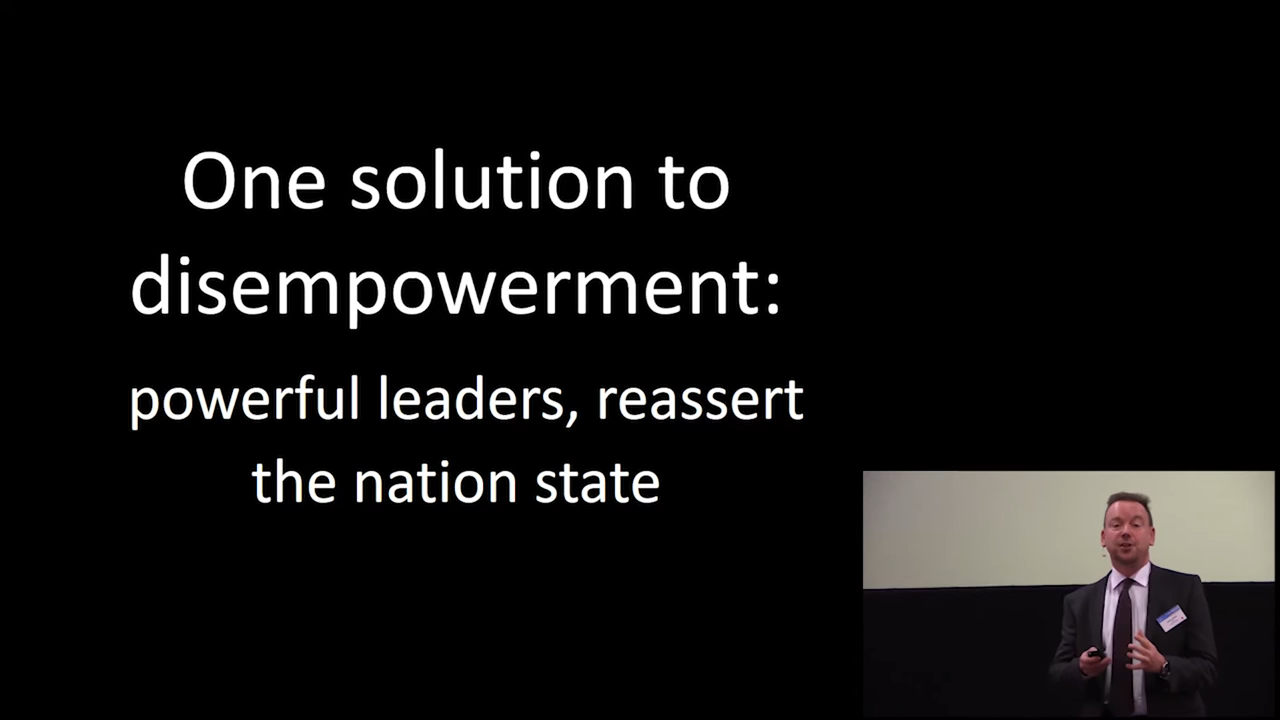 One solution to
disempowerment:
powerful leaders, reassert
the nation state